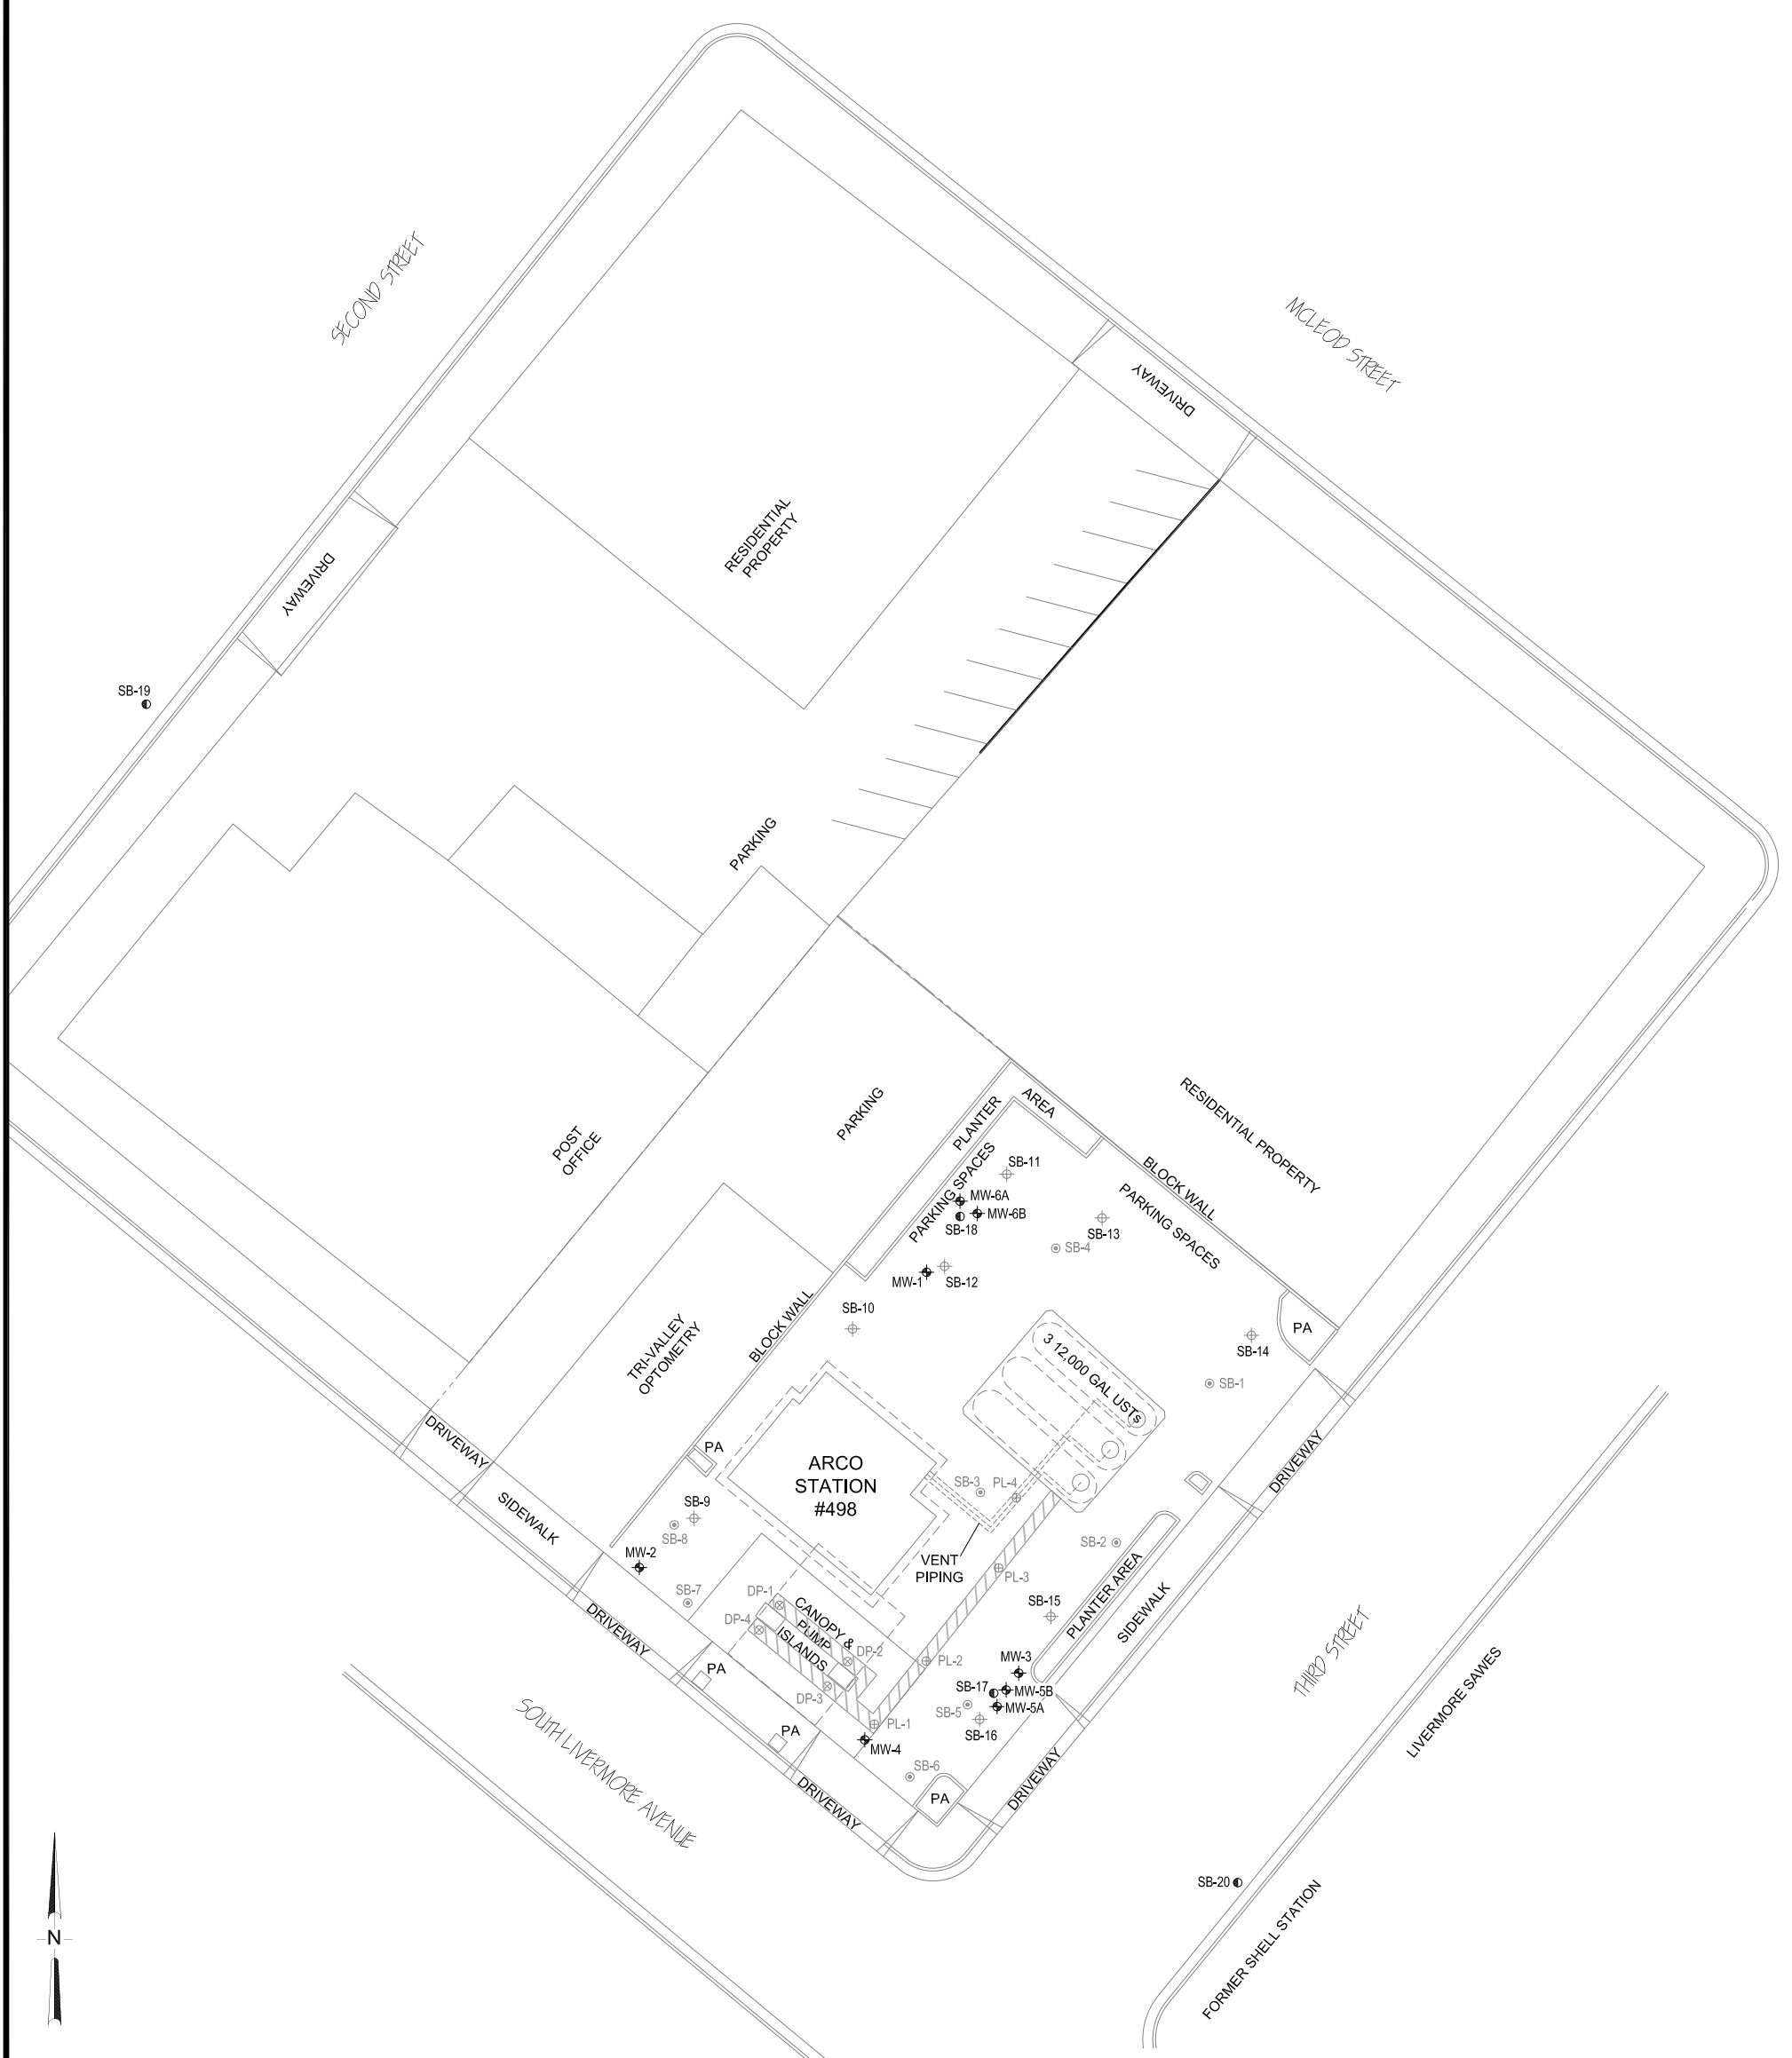 SECOND STREET
MCLEOD STREET
DRIVEWAY
RESIDENTIAL
PROPERTY
DRIVEWAY
SB-19
PARKING
PARKING
PLANTER
AREA
RESIDENTIAL PROPERTY
POST
OFFICE
PARKING SPACES
SB-11
BLOCK WALL
MW-6A
MW-6B
SB-18
PARKING SPACES
SB-13
SB-4
MW-1
SB-12
SB-10
BLOCK WALL
TRI-VALLEY
OPTOMETRY
3 12,000 GAL USTs
PA
SB-14
SB-1
DRIVEWAY
PA
ARCO
STATION
#498
SB-3
PL-4
DRIVEWAY
SIDEWALK
SB-9
SB-8
MW-2
SB-2
VENT
PIPING
PL-3
PLANTER AREA
SIDEWALK
SB-7
DP-1
DP-4
CANOPY &
PUMP
ISLANDS
DP-2
DP-3
SB-15
DRIVEWAY
PL-2
MW-3
SB-17
MW-5B
MW-5A
SB-5
SB-16
PA
PA
PL-1
MW-4
SB-6
THIRD STREET
LIVERMORE SAWES
SOUTH LIVERMORE AVENUE
DRIVEWAY
PA
DRIVEWAY
SB-20
FORMER SHELL STATION
N